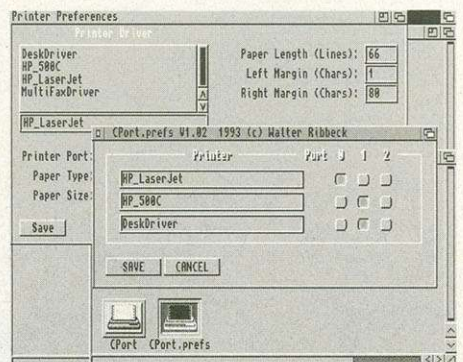 Printer Preferences
Printer Driver
DeskDriver
HP_500C
HP_LaserJet
MultiFaxDriver
HP_LaserJet
Paper Length (Lines): 66
Left Margin (Chars): 1
Right Margin (Chars): 80
Printer Port:
Paper Type:
Paper Size:
Save
CPort.prefs V1.02 1993 (c) Walter Ribbeck
Printer Port 0 1 2
HP_LaserJet
HP_500C
DeskDriver
SAVE CANCEL
CPort CPort.prefs